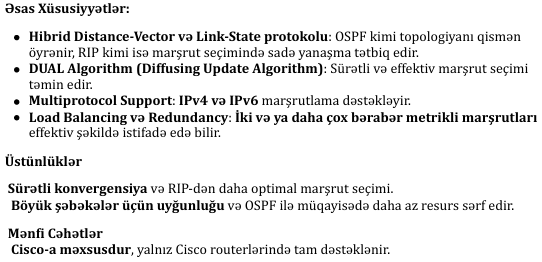 Əsas Xüsusiyyətlər:
• Hibrid Distance-Vector və Link-State protokolu: OSPF kimi topologiyanı qismən
öyrənir, RIP kimi isə marşrut seçimində sadə yanaşma tətbiq edir.
• DUAL Algorithm (Diffusing Update Algorithm): Sürətli və effektiv marşrut seçimi
təmin edir.
• Multiprotocol Support: IPv4 və IPv6 marşrutlama dəstəkləyir.
• Load Balancing və Redundancy: İki və ya daha çox bərabər metrikli marşrutları
effektiv şəkildə istifadə edə bilir.
Üstünlüklər
Sürətli konvergensiya və RIP-dən daha optimal marşrut seçimi.
Böyük şəbəkələr üçün uyğunluğu və OSPF ilə müqayisədə daha az resurs sərf edir.
Mənfi Cəhətlər
Cisco-a məxsusdur, yalnız Cisco routerlərində tam dəstəklənir.